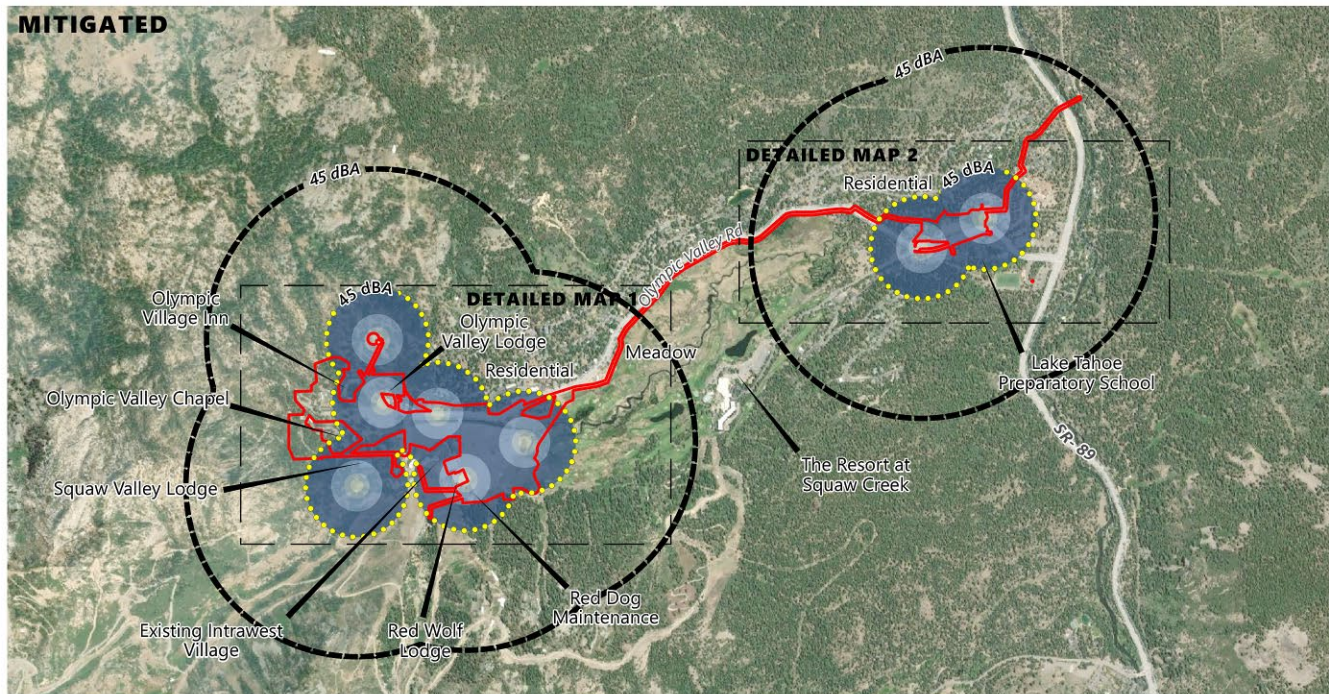 MITIGATED
45 dBA
45 dBA
DETAILED MAP 2
45 dBA
Residential
Olympic Valley Rd
DETAILED MAP 1
45 dBA
Olympic
Village Inn
Olympic
Valley Lodge
Residential
Meadow
Lake Tahoe
Preparatory School
Olympic Valley Chapel
SR- 89
The Resort at
Squaw Creek
Squaw Valley Lodge
Red Dog
Maintenance
Existing Intrawest
Village
Red Wolf
Lodge